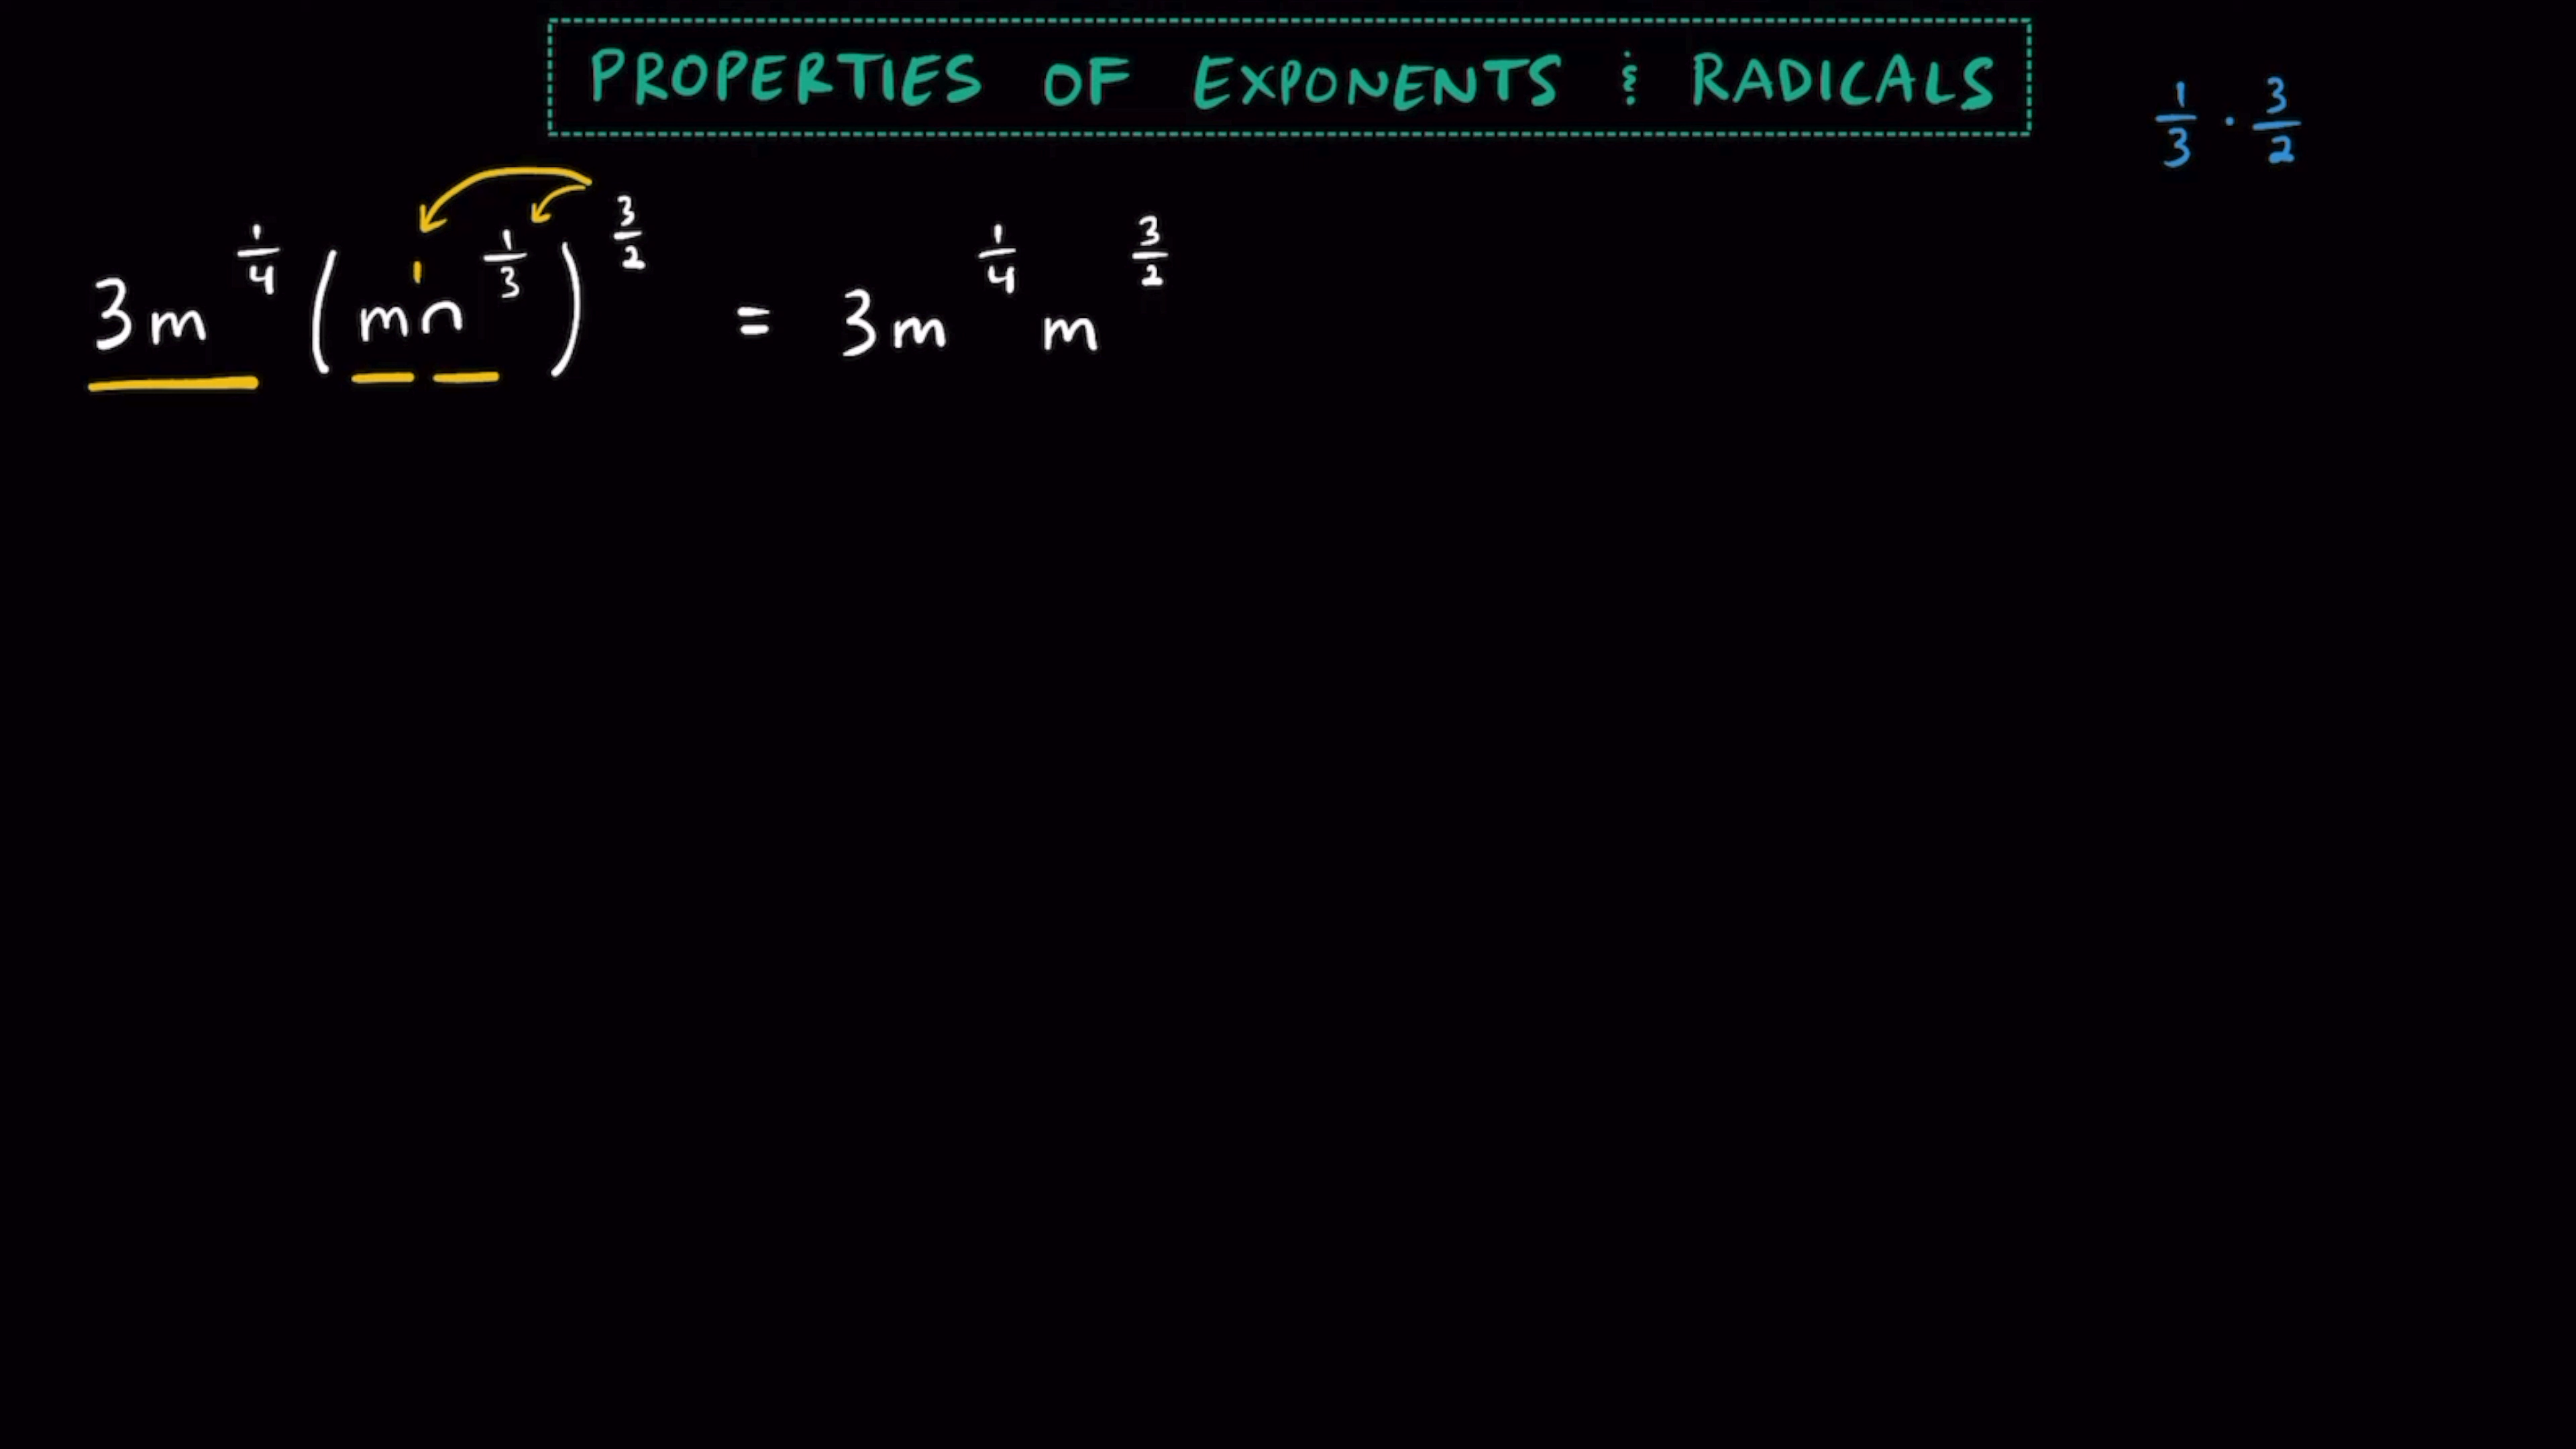 PROPERTIES OF EXPONENTS & RADICALS
1/3 · 3/2
3m^(1/4) (m^1 n^(1/3))^(3/2) = 3m^(1/4) m^(3/2)